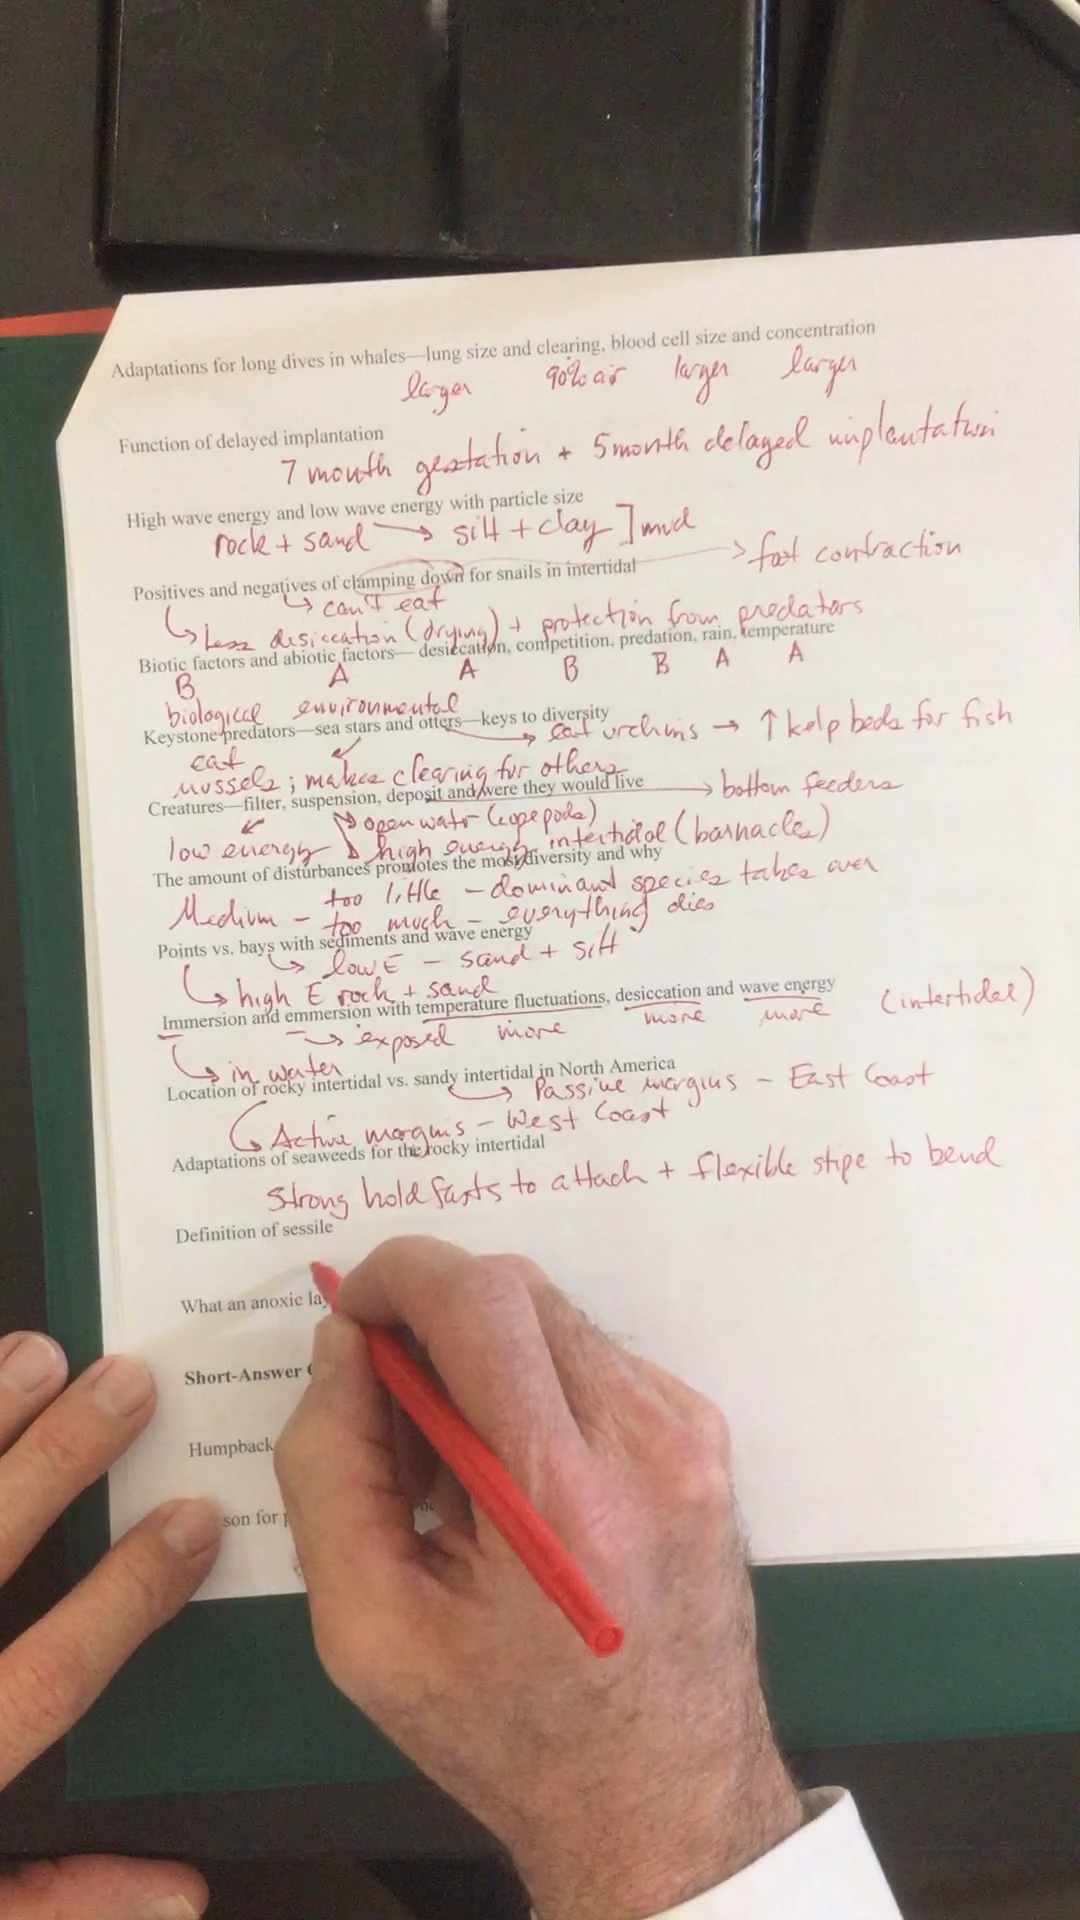 Adaptations for long dives in whales—lung size and clearing, blood cell size and concentration
larger 90% air larger larger
Function of delayed implantation
7 month gestation + 5 month delayed implantation
High wave energy and low wave energy with particle size
rock + sand → silt + clay ] mud
Positives and negatives of clamping down for snails in intertidal → foot contraction
↳ can't eat
↳ Less desiccation (drying) + protection from predators
Biotic factors and abiotic factors— desiccation, competition, predation, rain, temperature
B A A B B A A
biological environmental
Keystone predators—sea stars and otters—keys to diversity
→ eat urchins → ↑ kelp beds for fish
eat
mussels; makes clearing for others
Creatures—filter, suspension, deposit and were they would live → bottom feeders
open water (copepods)
low energy high energy intertidal (barnacles)
The amount of disturbances promotes the most diversity and why
too little - dominant species takes over
Medium - too much - everything dies
Points vs. bays with sediments and wave energy
↳ low E - sand + silt
↳ high E rock + sand
Immersion and emmersion with temperature fluctuations, desiccation and wave energy (intertidal)
→ exposed more more more
↳ in water
Location of rocky intertidal vs. sandy intertidal in North America
→ Passive margins - East Coast
↳ Active margins - West Coast
Adaptations of seaweeds for the rocky intertidal
Strong holdfasts to attach + flexible stipe to bend
Definition of sessile
What an anoxic
Short-Answer
Humpback
son for